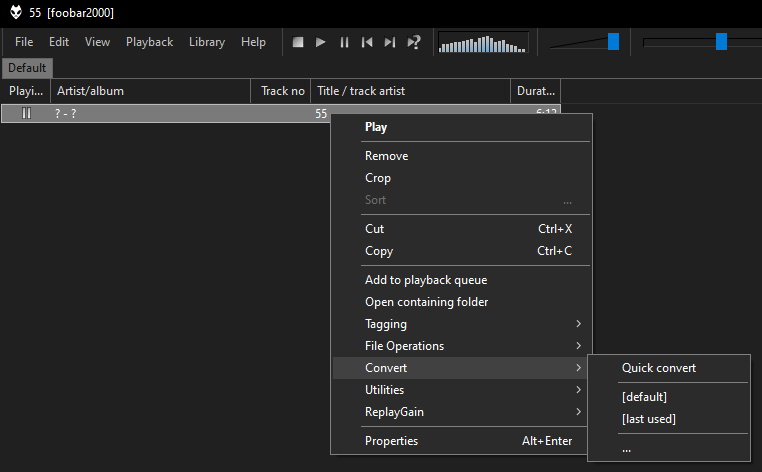 55 [foobar2000]
File Edit View Playback Library Help
Default
Playi... Artist/album Track no Title / track artist Durat...
? - ? 55
Play
Remove
Crop
Sort ...
Cut Ctrl+X
Copy Ctrl+C
Add to playback queue
Open containing folder
Tagging
File Operations
Convert
Utilities
ReplayGain
Properties Alt+Enter
Quick convert
[default]
[last used]
...